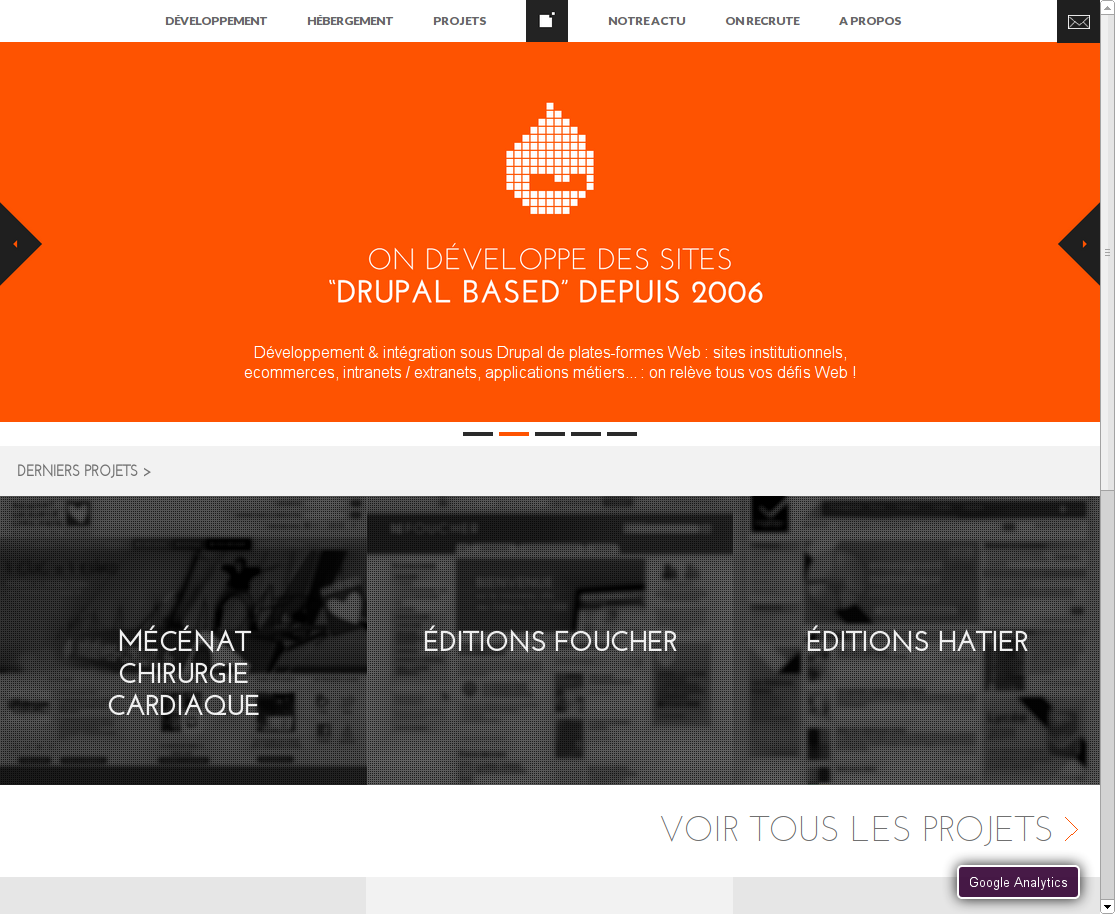 DÉVELOPPEMENT HÉBERGEMENT PROJETS NOTRE ACTU ON RECRUTE A PROPOS
ON DÉVELOPPE DES SITES
“DRUPAL BASED” DEPUIS 2006
Développement & intégration sous Drupal de plates-formes Web : sites institutionnels,
ecommerces, intranets / extranets, applications métiers... : on relève tous vos défis Web !
DERNIERS PROJETS >
MÉCÉNAT
CHIRURGIE
CARDIAQUE
ÉDITIONS FOUCHER
ÉDITIONS HATIER
VOIR TOUS LES PROJETS
Google Analytics